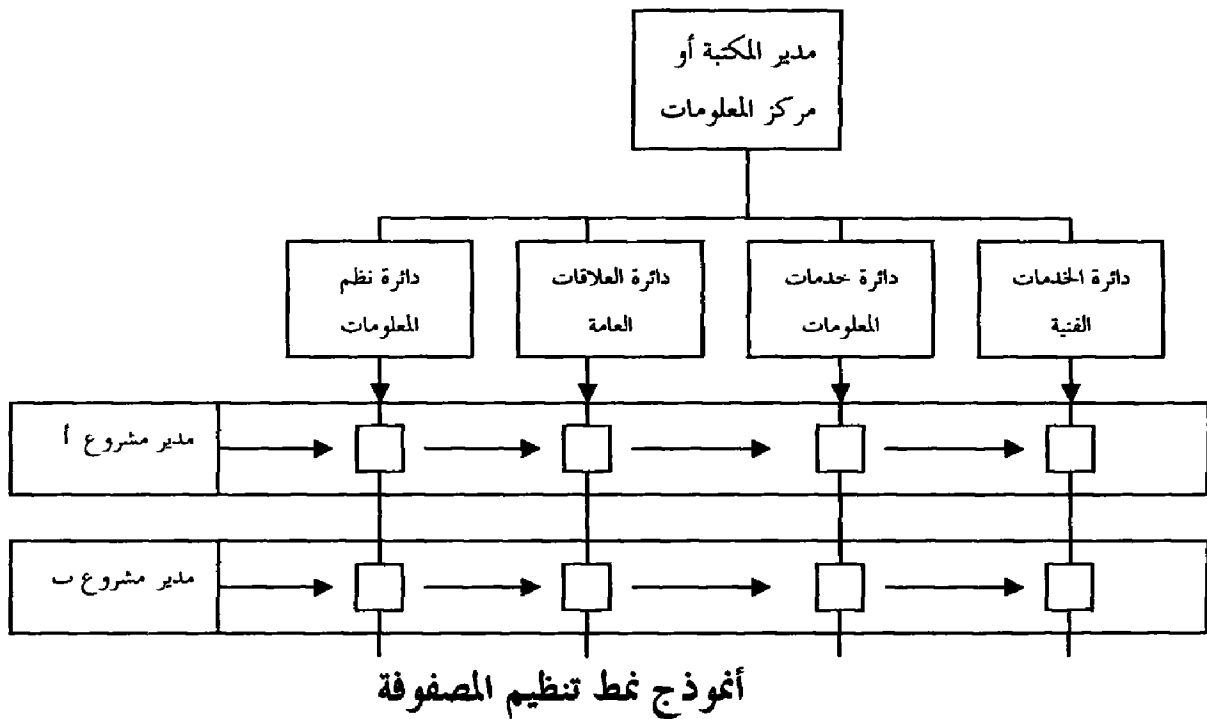 مدير المكتبة أو
مركز المعلومات
دائرة الخدمات
الفنية
دائرة خدمات
المعلومات
دائرة العلاقات
العامة
دائرة نظم
المعلومات
مدير مشروع أ
مدير مشروع ب
أنموذج نمط تنظيم المصفوفة